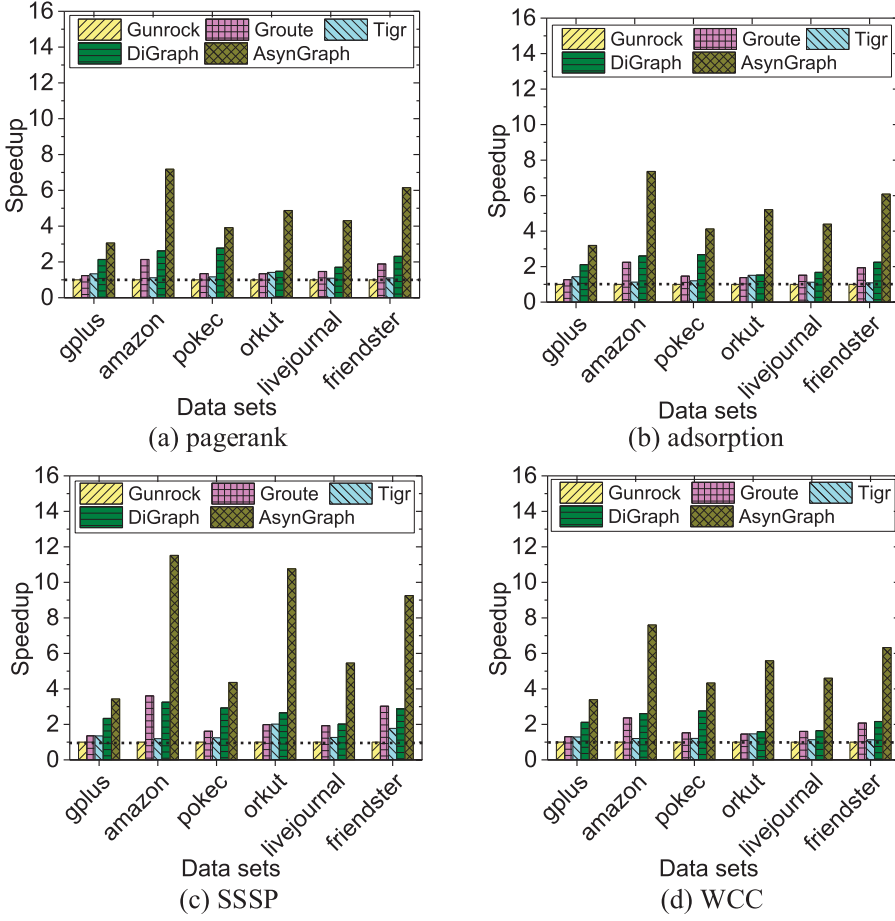 16
14
12
10
8
6
4
2
0
Speedup
Gunrock Groute Tigr
DiGraph AsynGraph
gplus amazon pokec orkut livejournal friendster
Data sets
(a) pagerank
16
14
12
10
8
6
4
2
0
Speedup
Gunrock Groute Tigr
DiGraph AsynGraph
gplus amazon pokec orkut livejournal friendster
Data sets
(b) adsorption
16
14
12
10
8
6
4
2
0
Speedup
Gunrock Groute Tigr
DiGraph AsynGraph
gplus amazon pokec orkut livejournal friendster
Data sets
(c) SSSP
16
14
12
10
8
6
4
2
0
Speedup
Gunrock Groute Tigr
DiGraph AsynGraph
gplus amazon pokec orkut livejournal friendster
Data sets
(d) WCC